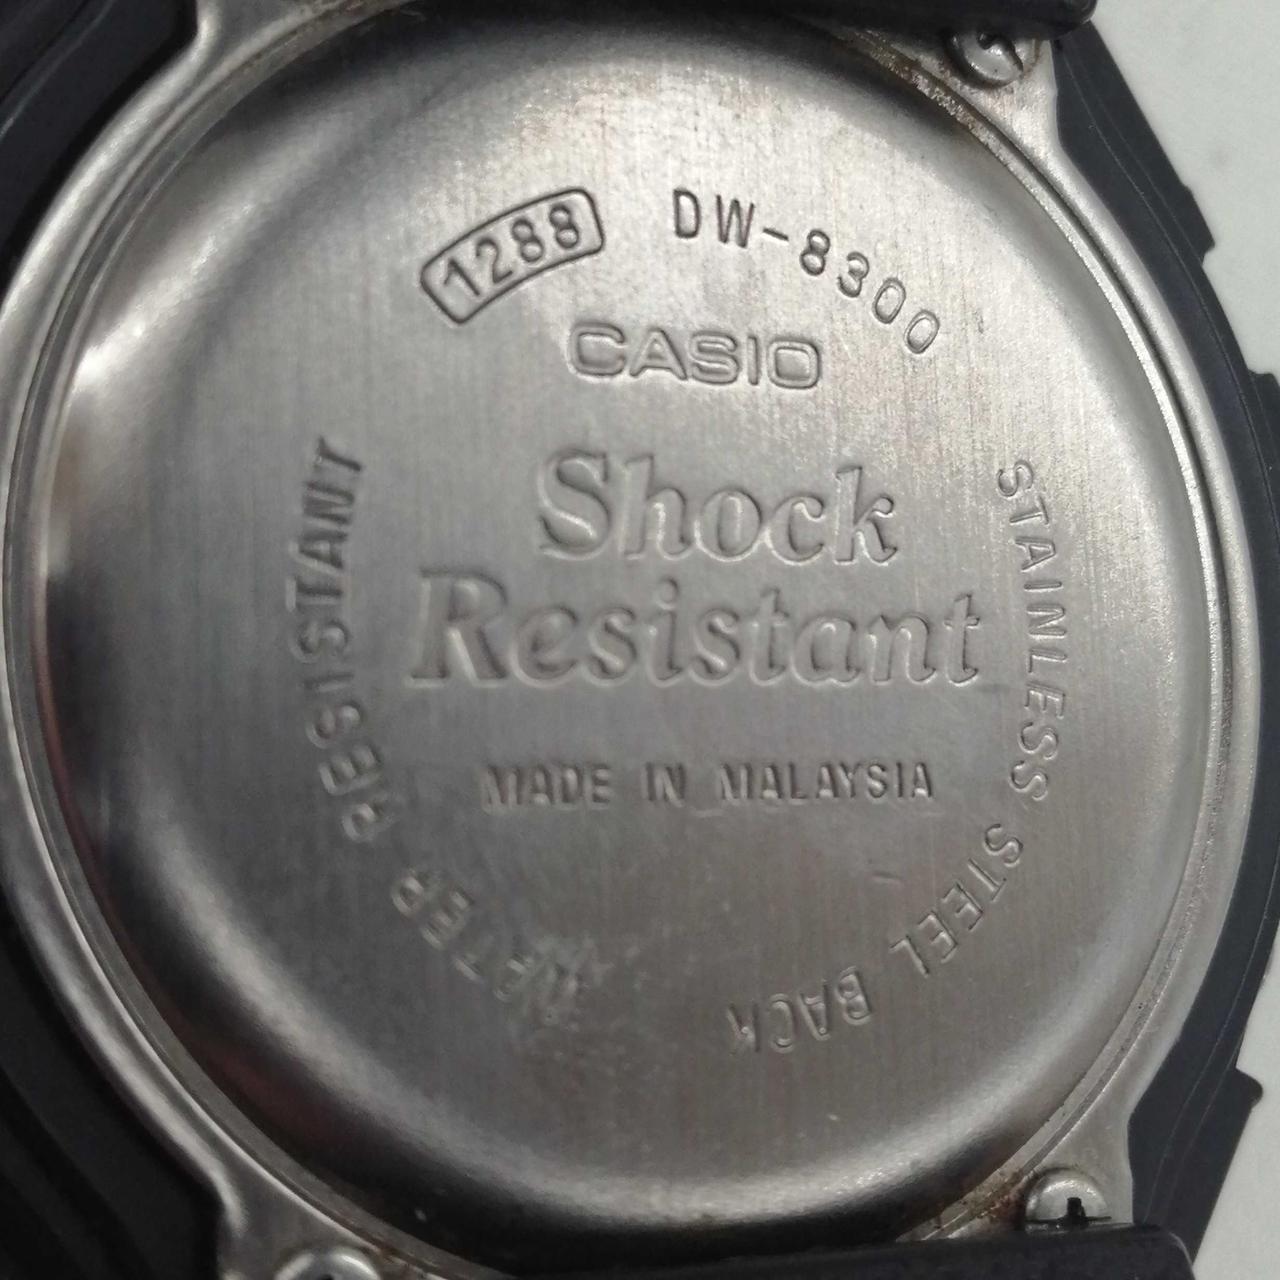 1288 DW-8300
CASIO
Shock
Resistant
MADE IN MALAYSIA
WATER RESISTANT
STAINLESS STEEL BACK